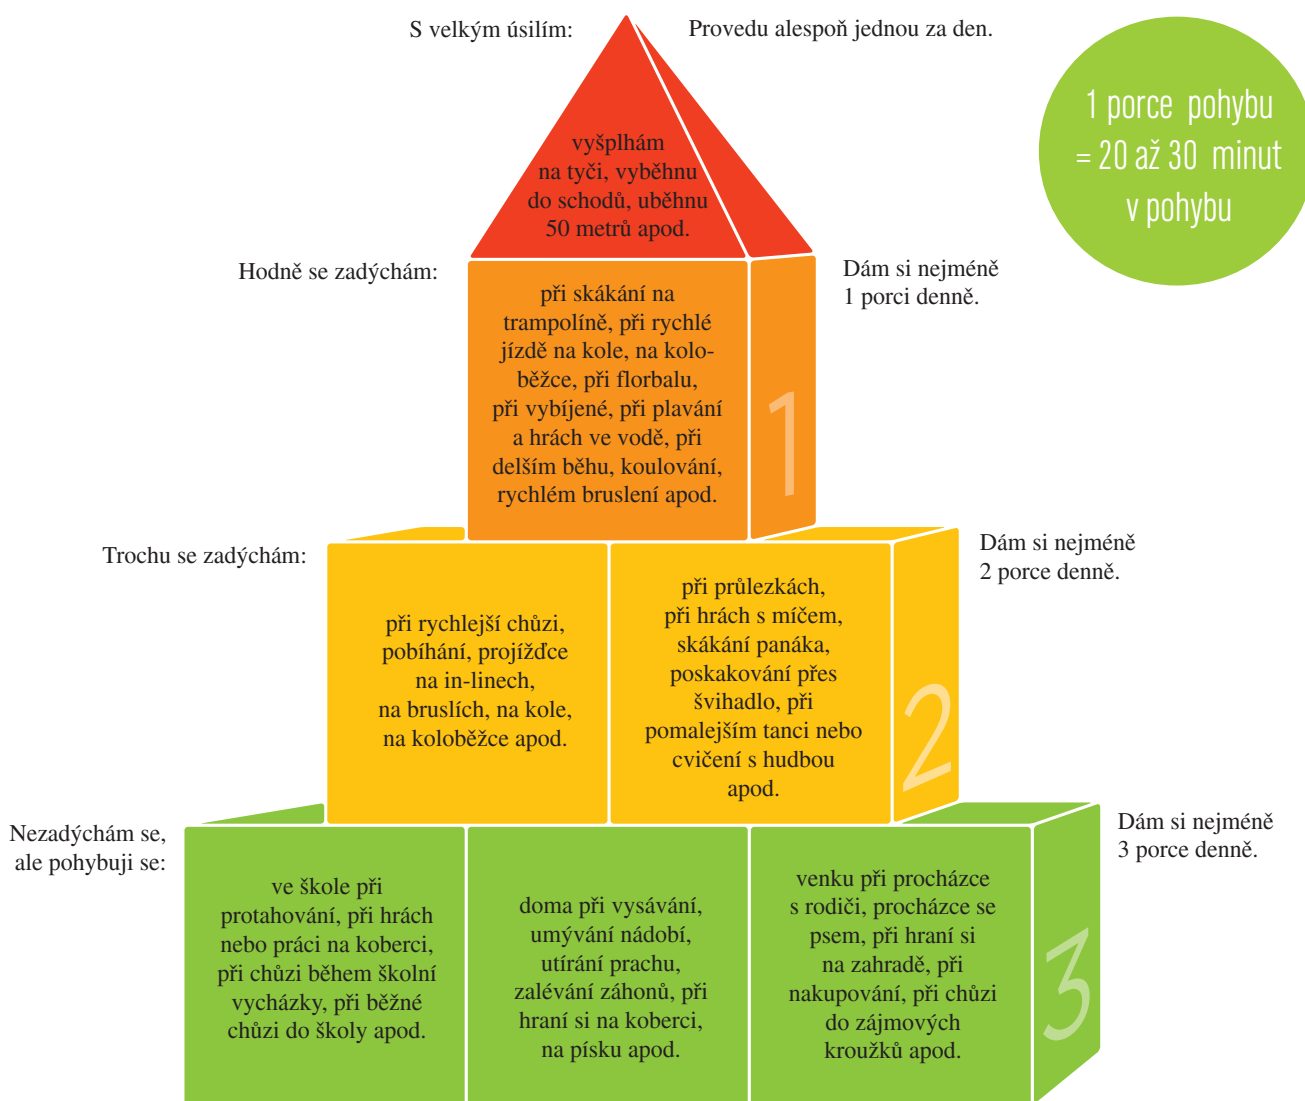 S velkým úsilím:
Provedu alespoň jednou za den.
1 porce pohybu
= 20 až 30 minut
v pohybu
vyšplhám
na tyči, vyběhnu
do schodů, uběhnu
50 metrů apod.
Hodně se zadýchám:
Dám si nejméně
1 porci denně.
při skákání na
trampolíně, při rychlé
jízdě na kole, na kolo-
běžce, při florbalu,
při vybíjené, při plavání
a hrách ve vodě, při
delším běhu, koulování,
rychlém bruslení apod.
1
Trochu se zadýchám:
Dám si nejméně
2 porce denně.
při rychlejší chůzi,
pobíhání, projížďce
na in-linech,
na bruslích, na kole,
na koloběžce apod.
při průlezkách,
při hrách s míčem,
skákání panáka,
poskakování přes
švihadlo, při
pomalejším tanci nebo
cvičení s hudbou
apod.
2
Nezadýchám se,
ale pohybuji se:
Dám si nejméně
3 porce denně.
ve škole při
protahování, při hrách
nebo práci na koberci,
při chůzi během školní
vycházky, při běžné
chůzi do školy apod.
doma při vysávání,
umývání nádobí,
utírání prachu,
zalévání záhonů, při
hraní si na koberci,
na písku apod.
venku při procházce
s rodiči, procházce se
psem, při hraní si
na zahradě, při
nakupování, při chůzi
do zájmových
kroužků apod.
3